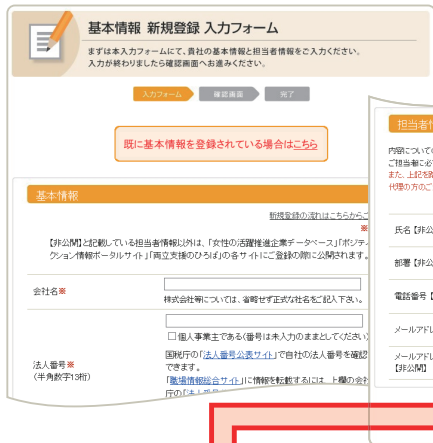 基本情報 新規登録 入力フォーム
まずは本入力フォームにて、貴社の基本情報と担当者情報をご入力ください。
入力が終わりましたら確認画面へお進みください。
入力フォーム 確認画面 完了
既に基本情報を登録されている場合はこちら
基本情報
新規登録の流れはこちらからご
※
【非公開】と記載している担当者情報以外は、「女性の活躍推進企業データベース」「ポジティ
クション情報ポータルサイト」「両立支援のひろば」の各サイトにご登録の際に公開されます。
会社名※
株式会社等については、省略せず正式な社名をご記入下さい。
法人番号※
(半角数字13桁)
□個人事業主である(番号は未入力のままとしてください)
国税庁の「法人番号公表サイト」で自社の法人番号を確認
できます。
「職場情報総合サイト」に情報を転載するには、上欄の会社
庁の「法人番号
担当者情
内容についての
ご担当者に必
また、上記を
代理の方のご
氏名【非公
部署【非公
電話番号【
メールアドレ
メールアドレ
【非公開】